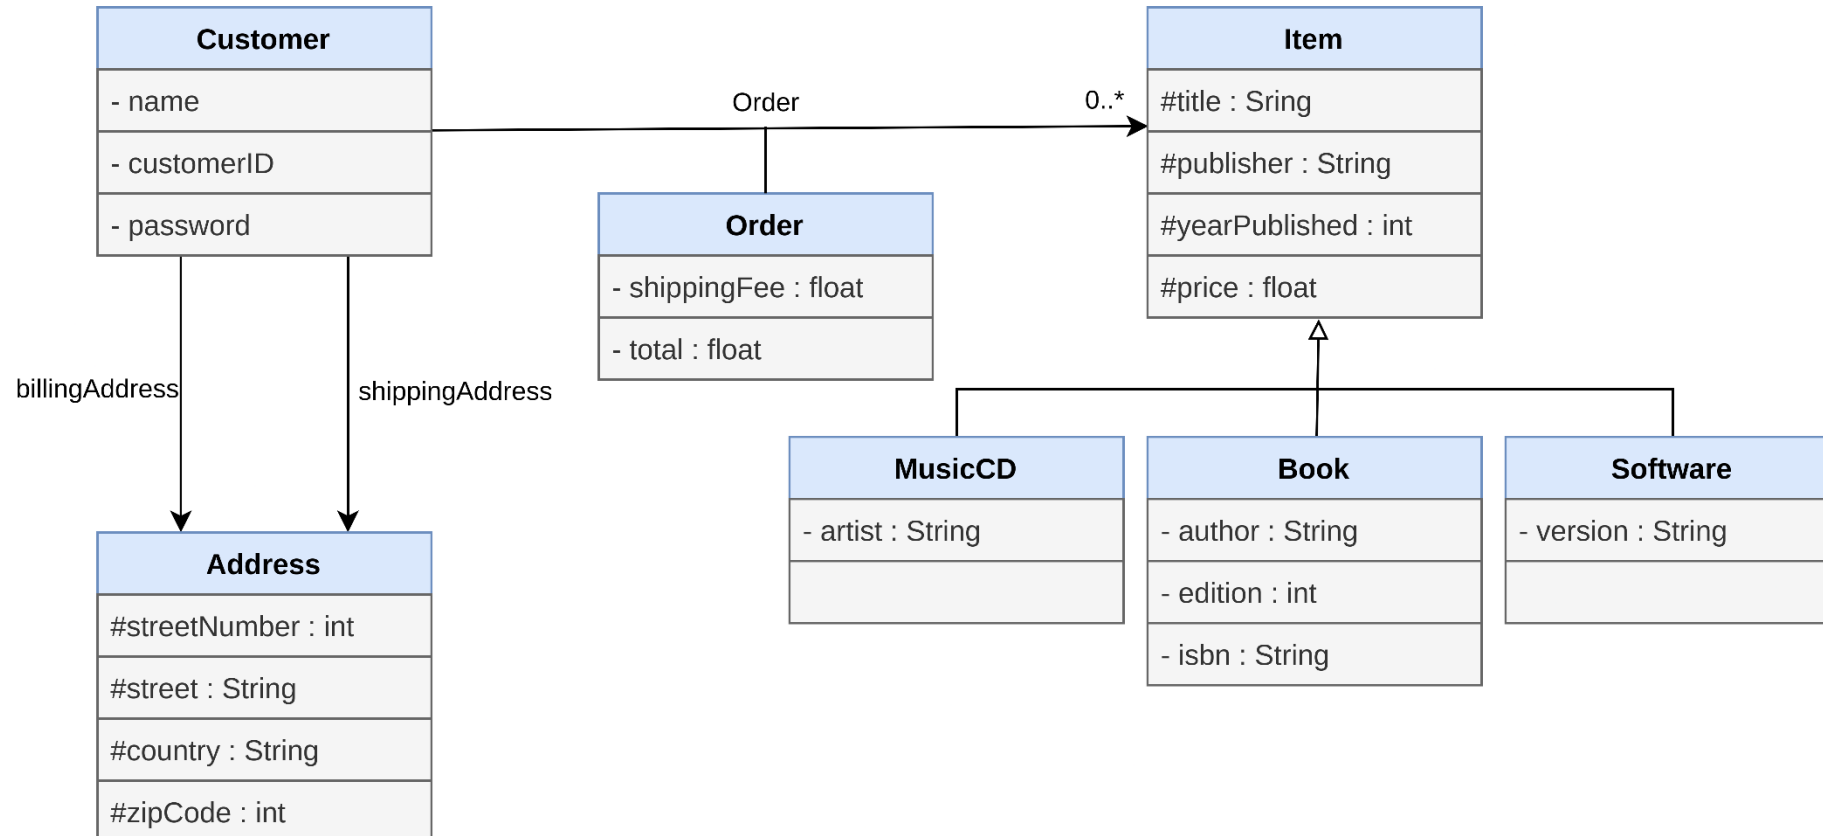 Customer
- name
- customerID
- password
Order
0..*
Item
#title : Sring
#publisher : String
#yearPublished : int
#price : float
Order
- shippingFee : float
- total : float
billingAddress
shippingAddress
MusicCD
- artist : String
Book
- author : String
- edition : int
- isbn : String
Software
- version : String
Address
#streetNumber : int
#street : String
#country : String
#zipCode : int